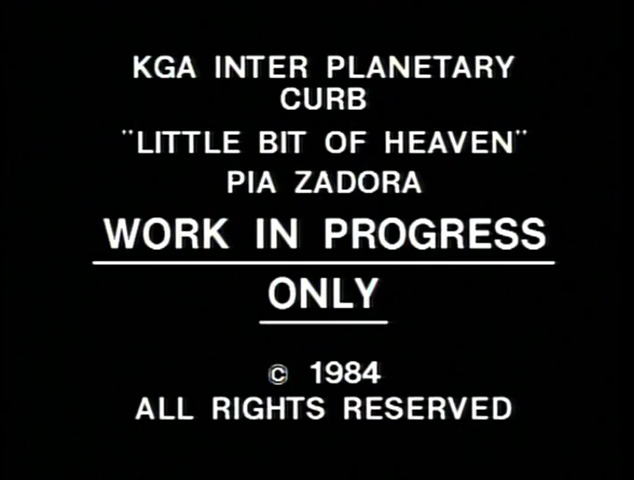 KGA INTER PLANETARY
CURB
"LITTLE BIT OF HEAVEN"
PIA ZADORA
WORK IN PROGRESS
ONLY
© 1984
ALL RIGHTS RESERVED